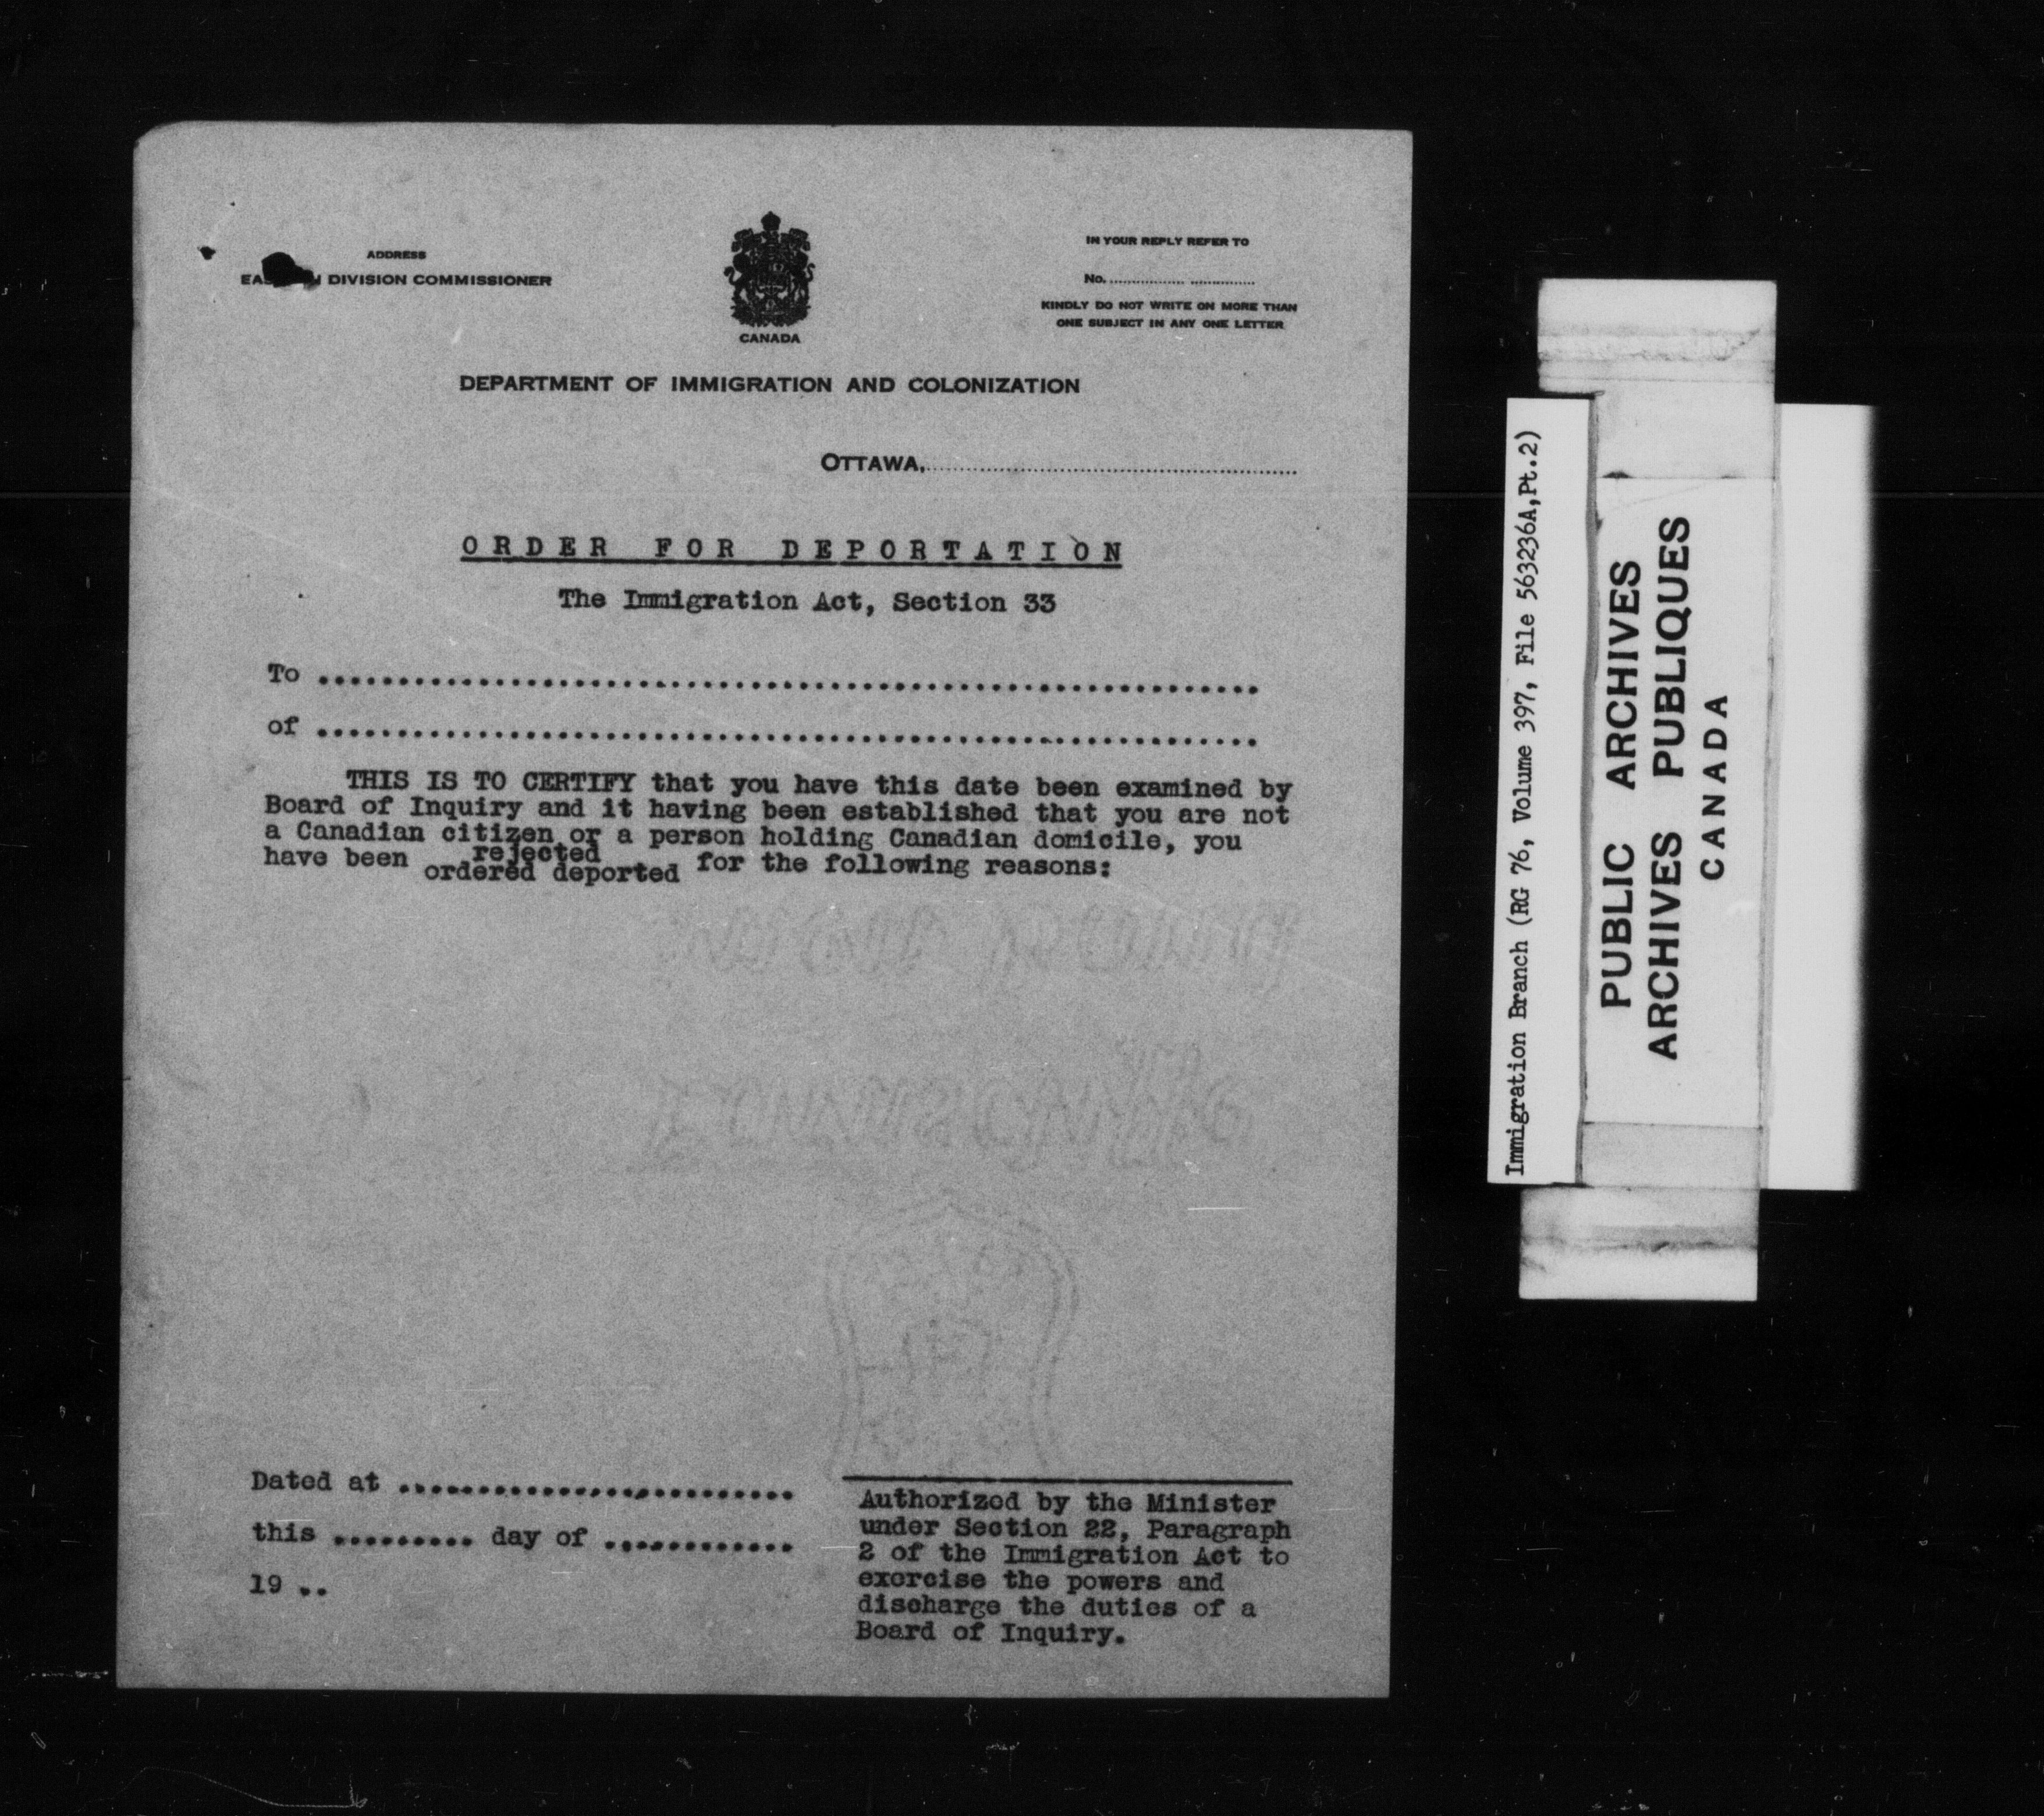 ADDRESS
DIVISION COMMISSIONER
CANADA
IN YOUR REPLY REFER TO
No. ..................................
KINDLY DO NOT WRITE ON MORE THAN
ONE SUBJECT IN ANY ONE LETTER
DEPARTMENT OF IMMIGRATION AND COLONIZATION
OTTAWA,..........................................................
ORDER FOR DEPORTATION
The Immigration Act, Section 33
To ............................................................
of ............................................................
THIS IS TO CERTIFY that you have this date been examined by
Board of Inquiry and it having been established that you are not
a Canadian citizen or a person holding Canadian domicile, you
have been rejected
ordered deported for the following reasons:
Dated at .........................
this ......... day of ............
19 ..
Authorized by the Minister
under Section 22, Paragraph
2 of the Immigration Act to
exercise the powers and
discharge the duties of a
Board of Inquiry.
Immigration Branch (RG 76, Volume 397, File 563236A,Pt.2)
PUBLIC ARCHIVES
ARCHIVES PUBLIQUES
CANADA